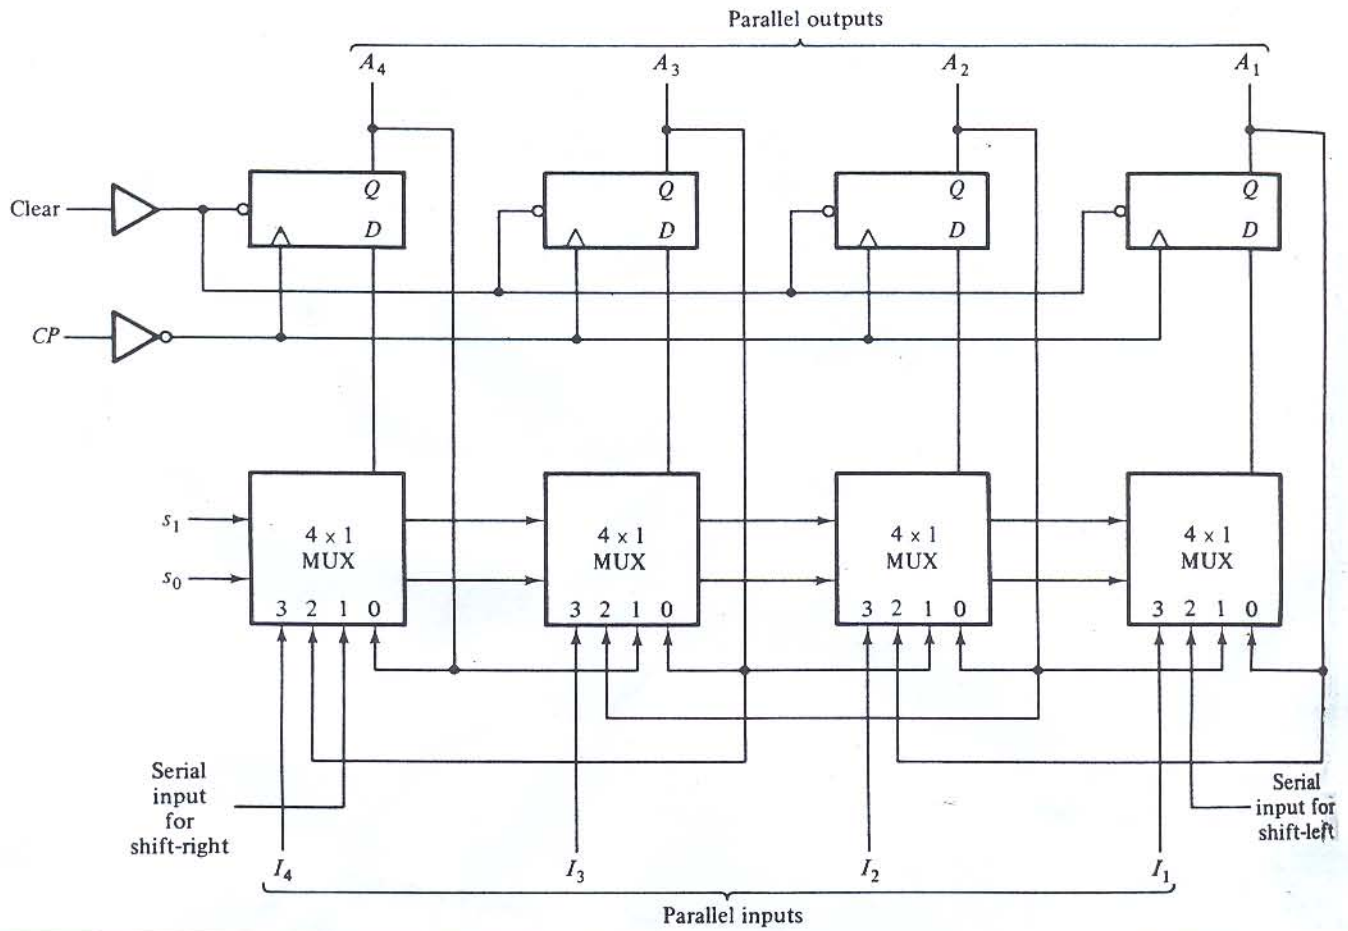 Parallel outputs
A4 A3 A2 A1
Q Q Q Q
Clear
D D D D
CP
s1
4 x 1 4 x 1 4 x 1 4 x 1
MUX MUX MUX MUX
s0
3 2 1 0 3 2 1 0 3 2 1 0 3 2 1 0
Serial
input
for
shift-right
Serial
input for
shift-left
I4 I3 I2 I1
Parallel inputs